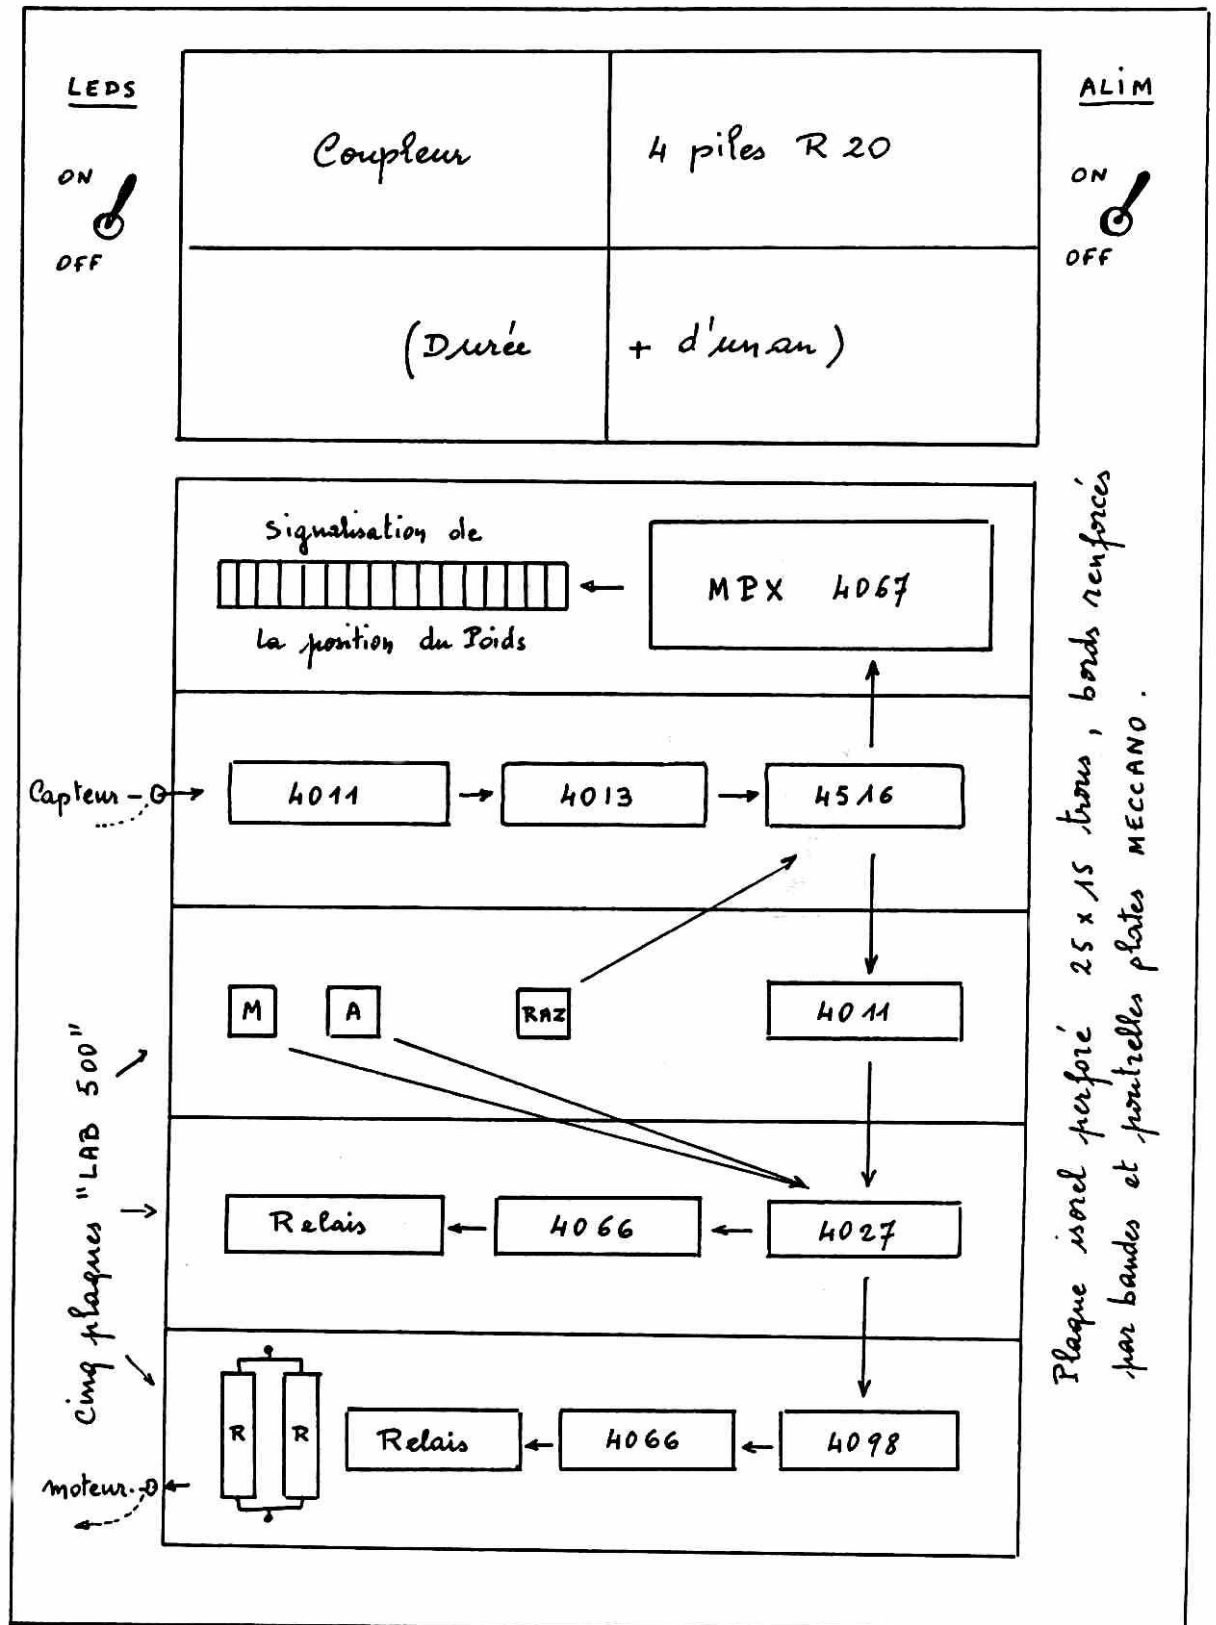 LEDS
ON
OFF
ALIM
ON
OFF
Coupleur
4 piles R 20
(Durée
+ d'un an)
Signalisation de
la position du Poids
MPX 4067
Capteur
4011
4013
4516
M
A
RAZ
4011
Relais
4066
4027
R
R
Relais
4066
4098
moteur
cinq plaques "LAB 500"
Plaque isorel perforé 25 x 15 trous, bords renforcés
par bandes et poutrelles plates MECCANO.